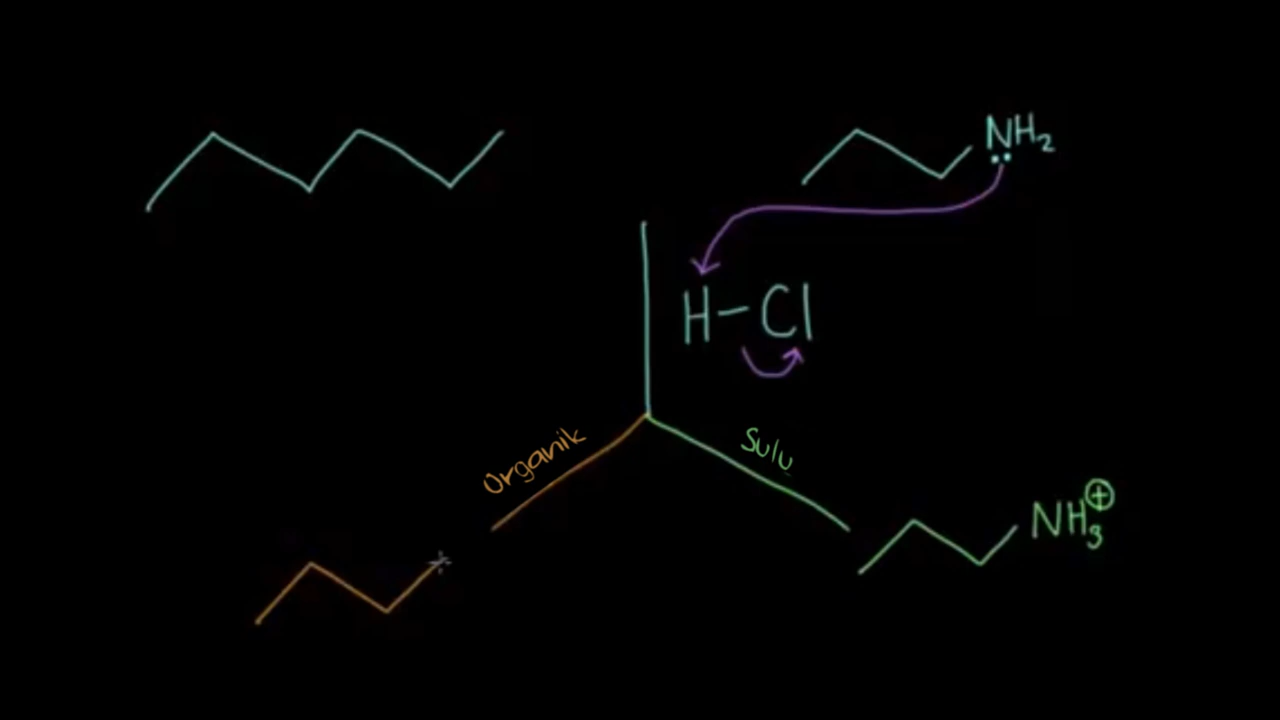 NH₂
H-Cl
Organik
Sulu
NH₃⊕